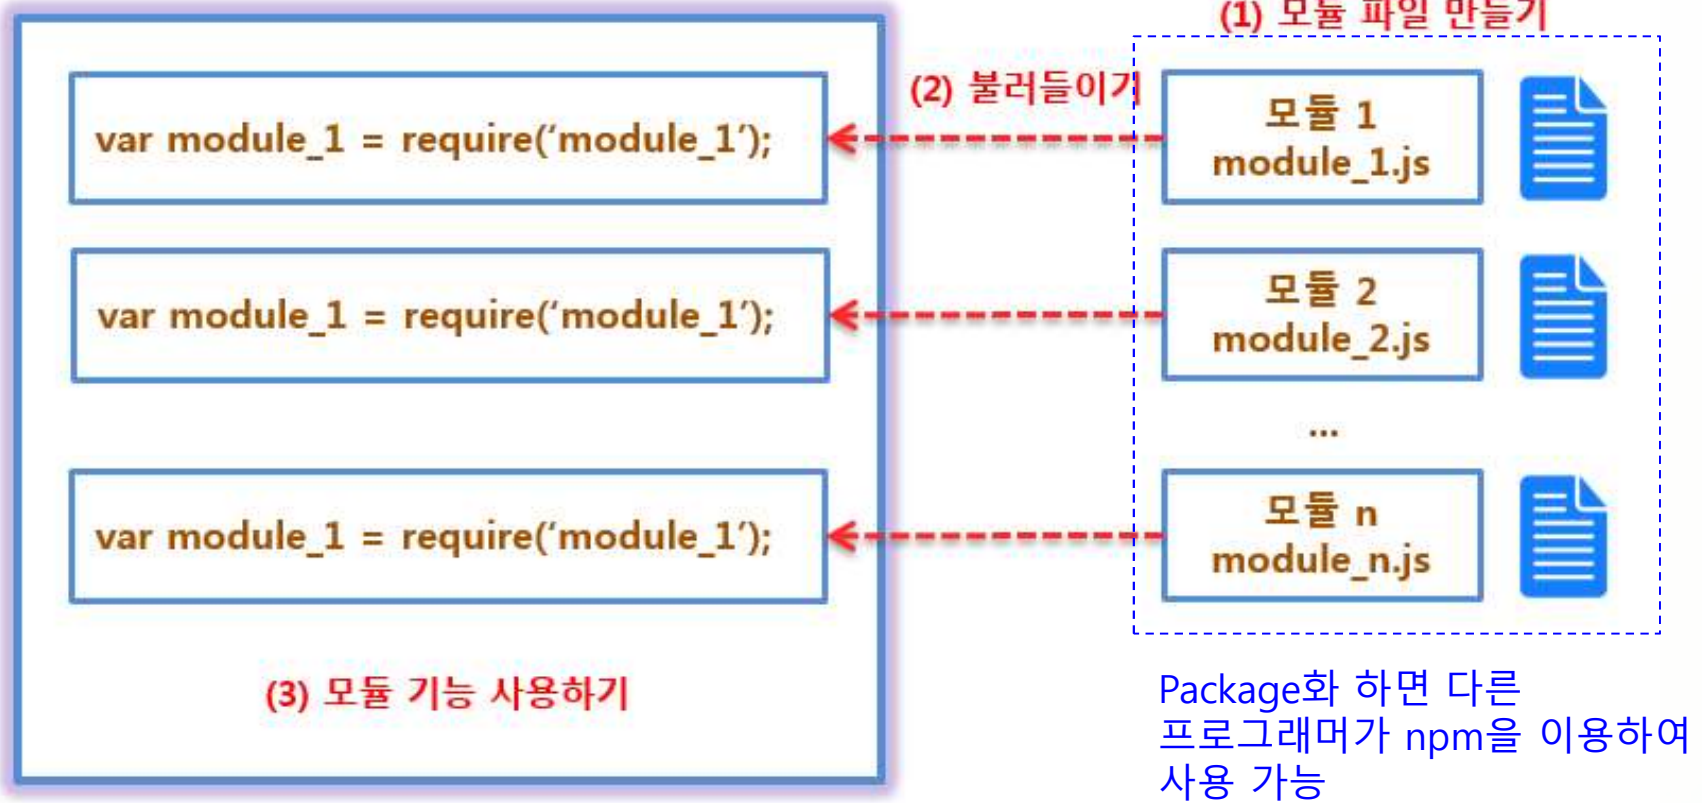 (1) 모듈 파일 만들기
(2) 불러들이기
var module_1 = require(‘module_1’);
모듈 1
module_1.js
var module_1 = require(‘module_1’);
모듈 2
module_2.js
...
var module_1 = require(‘module_1’);
모듈 n
module_n.js
(3) 모듈 기능 사용하기
Package화 하면 다른
프로그래머가 npm을 이용하여
사용 가능